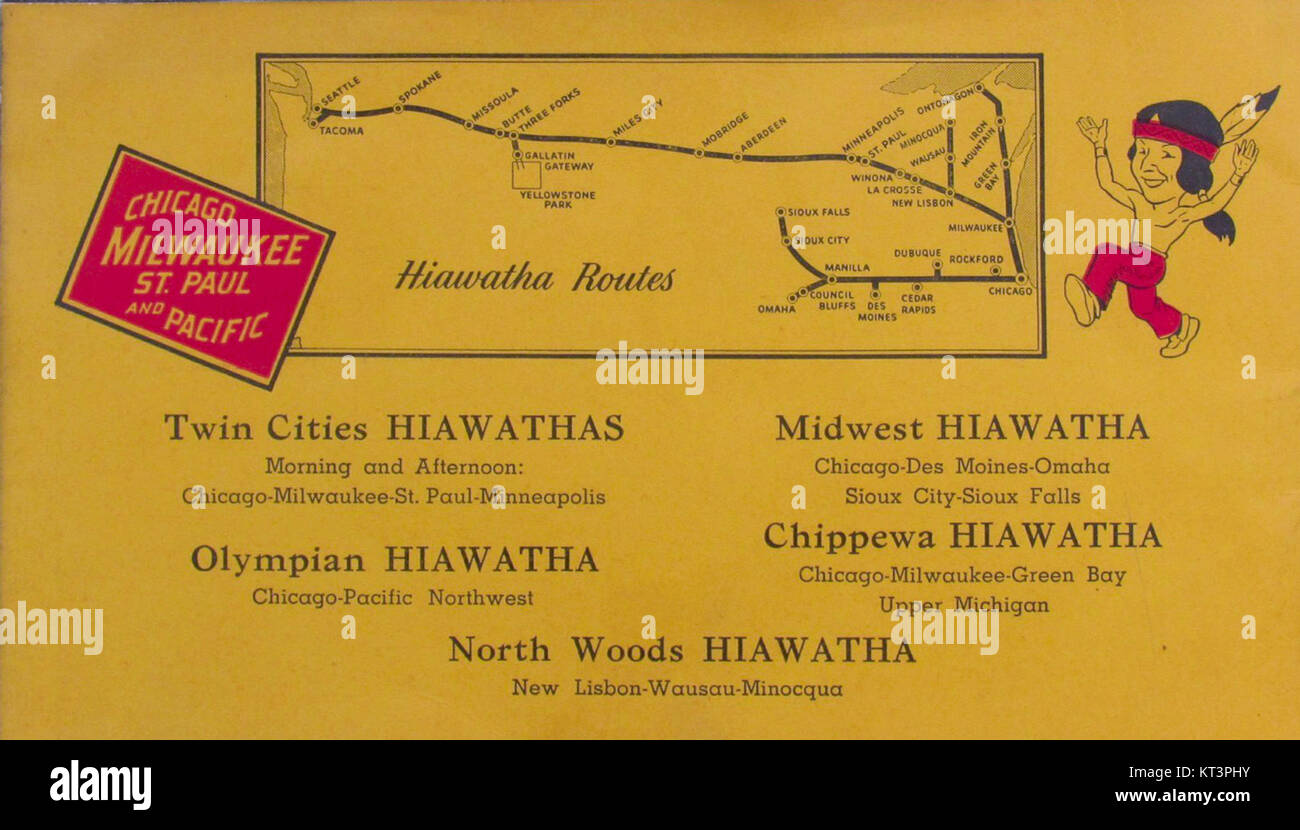 SEATTLE
TACOMA
SPOKANE
MISSOULA
BUTTE
THREE FORKS
GALLATIN
GATEWAY
YELLOWSTONE
PARK
MILES CITY
MOBRIDGE
ABERDEEN
MINNEAPOLIS
ST. PAUL
WINONA
LA CROSSE
NEW LISBON
ONTONAGON
MINOCQUA
WAUSAU
IRON
MOUNTAIN
GREEN
BAY
MILWAUKEE
SIOUX FALLS
SIOUX CITY
MANILLA
DUBUQUE
ROCKFORD
CHICAGO
OMAHA
COUNCIL
BLUFFS
DES
MOINES
CEDAR
RAPIDS
Hiawatha Routes
CHICAGO
MILWAUKEE
ST. PAUL
AND PACIFIC
Twin Cities HIAWATHAS
Morning and Afternoon:
Chicago-Milwaukee-St. Paul-Minneapolis
Olympian HIAWATHA
Chicago-Pacific Northwest
Midwest HIAWATHA
Chicago-Des Moines-Omaha
Sioux City-Sioux Falls
Chippewa HIAWATHA
Chicago-Milwaukee-Green Bay
Upper Michigan
North Woods HIAWATHA
New Lisbon-Wausau-Minocqua
a
alamy
alamy stock photo
Image ID: KT3PHY
www.alamy.com